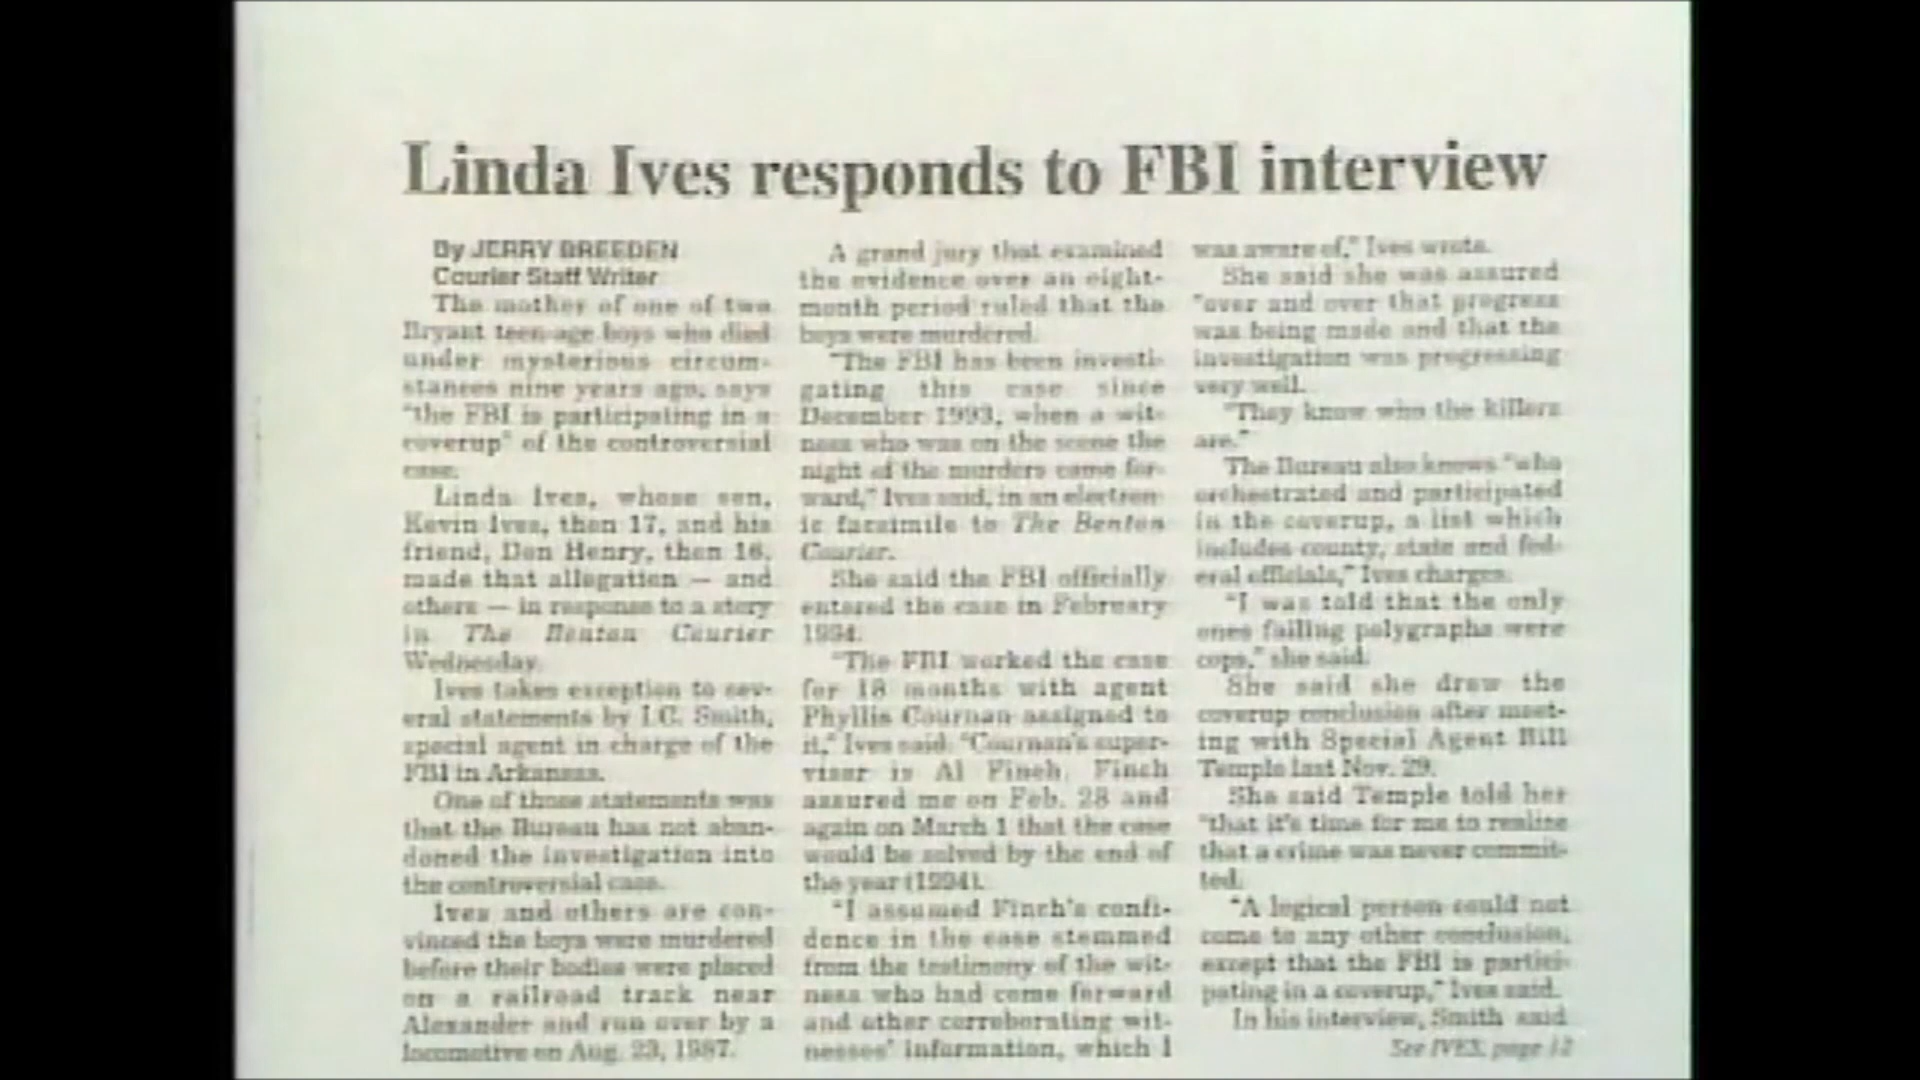 Linda Ives responds to FBI interview
By JERRY BREEDEN
Courier Staff Writer
The mother of one of two
Bryant teen-age boys who died
under mysterious circum-
stances nine years ago, says
"the FBI is participating in a
coverup" of the controversial
case.
Linda Ives, whose son,
Kevin Ives, then 17, and his
friend, Don Henry, then 16,
made that allegation — and
others — in response to a story
in The Benton Courier
Wednesday.
Ives takes exception to sev-
eral statements by I.C. Smith,
special agent in charge of the
FBI in Arkansas.
One of those statements was
that the Bureau has not aban-
doned the investigation into
the controversial case.
Ives and others are con-
vinced the boys were murdered
before their bodies were placed
on a railroad track near
Alexander and run over by a
locomotive on Aug. 23, 1987.
A grand jury that examined
the evidence over an eight-
month period ruled that the
boys were murdered.
"The FBI has been investi-
gating this case since
December 1993, when a wit-
ness who was on the scene the
night of the murders came for-
ward," Ives said, in an electron-
ic facsimile to The Benton
Courier.
She said the FBI officially
entered the case in February
1994.
"The FBI worked the case
for 18 months with agent
Phyllis Cournan assigned to
it," Ives said. "Cournan's super-
visor is Al Finch. Finch
assured me on Feb. 28 and
again on March 1 that the case
would be solved by the end of
the year (1994).
"I assumed Finch's confi-
dence in the case stemmed
from the testimony of the wit-
ness who had come forward
and other corroborating wit-
nesses' information, which I
was aware of," Ives wrote.
She said she was assured
"over and over that progress
was being made and that the
investigation was progressing
very well.
"They know who the killers
are."
The Bureau also knows "who
orchestrated and participated
in the coverup, a list which
includes county, state and fed-
eral officials," Ives charges.
"I was told that the only
ones failing polygraphs were
cops," she said.
She said she drew the
coverup conclusion after meet-
ing with Special Agent Bill
Temple last Nov. 29.
She said Temple told her
"that it's time for me to realize
that a crime was never commit-
ted.
"A logical person could not
come to any other conclusion,
except that the FBI is partici-
pating in a coverup," Ives said.
In his interview, Smith said
See IVES, page 12